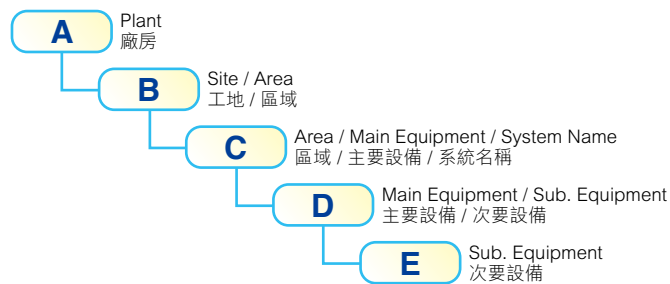 A
Plant
廠房
B
Site / Area
工地 / 區域
C
Area / Main Equipment / System Name
區域 / 主要設備 / 系統名稱
D
Main Equipment / Sub. Equipment
主要設備 / 次要設備
E
Sub. Equipment
次要設備